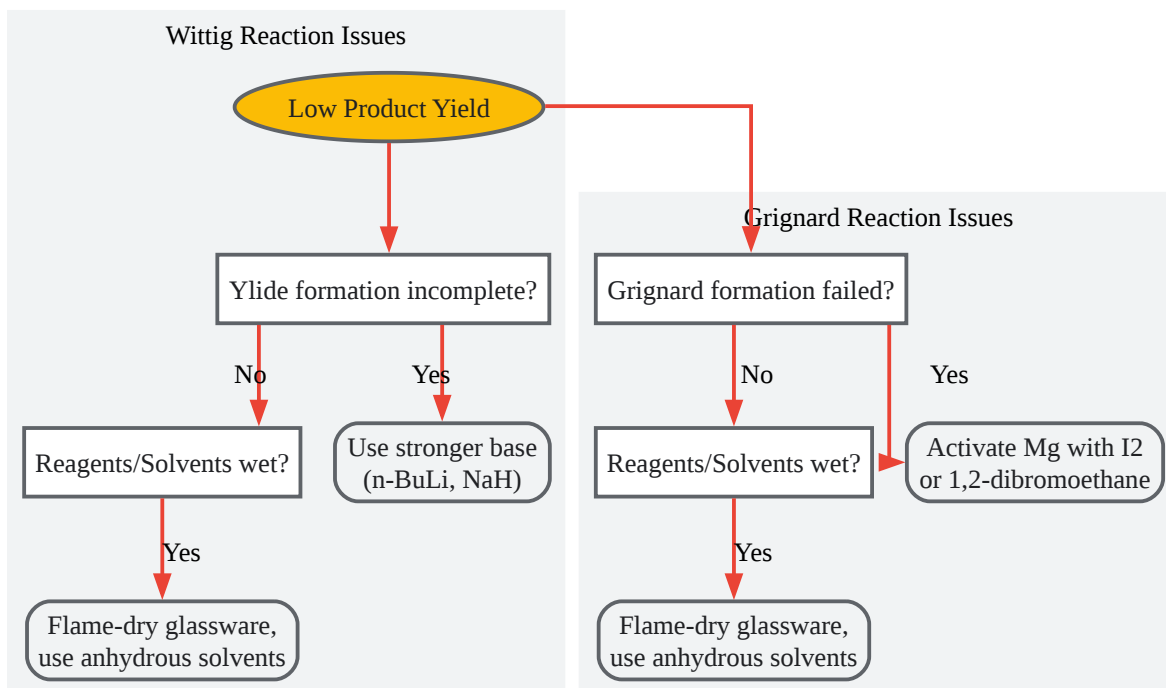 Wittig Reaction Issues
Low Product Yield
Grignard Reaction Issues
Ylide formation incomplete?
Grignard formation failed?
No
Yes
No
Yes
Reagents/Solvents wet?
Use stronger base
(n-BuLi, NaH)
Reagents/Solvents wet?
Activate Mg with I2
or 1,2-dibromoethane
Yes
Yes
Flame-dry glassware,
use anhydrous solvents
Flame-dry glassware,
use anhydrous solvents